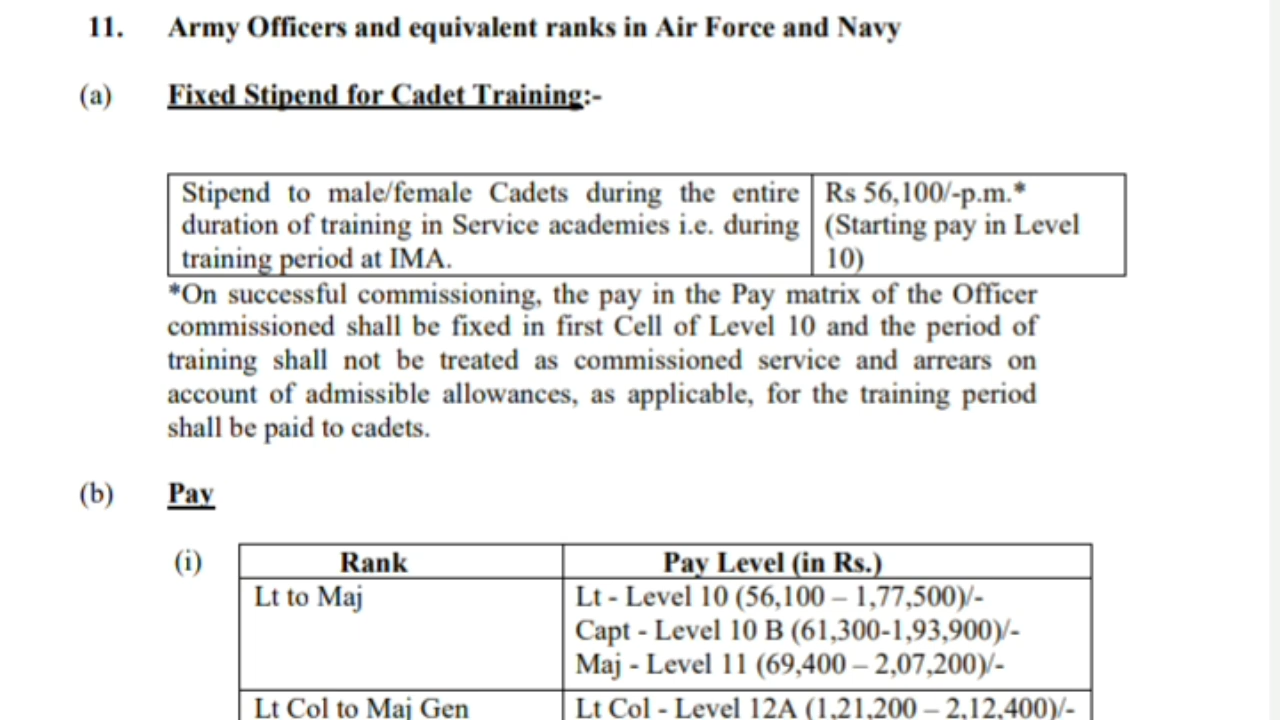 11. Army Officers and equivalent ranks in Air Force and Navy
(a) Fixed Stipend for Cadet Training:-
Stipend to male/female Cadets during the entire
duration of training in Service academies i.e. during
training period at IMA.
Rs 56,100/-p.m.*
(Starting pay in Level
10)
*On successful commissioning, the pay in the Pay matrix of the Officer
commissioned shall be fixed in first Cell of Level 10 and the period of
training shall not be treated as commissioned service and arrears on
account of admissible allowances, as applicable, for the training period
shall be paid to cadets.
(b) Pay
(i) Rank Pay Level (in Rs.)
Lt to Maj
Lt - Level 10 (56,100 – 1,77,500)/-
Capt - Level 10 B (61,300-1,93,900)/-
Maj - Level 11 (69,400 – 2,07,200)/-
Lt Col to Maj Gen Lt Col - Level 12A (1,21,200 – 2,12,400)/-